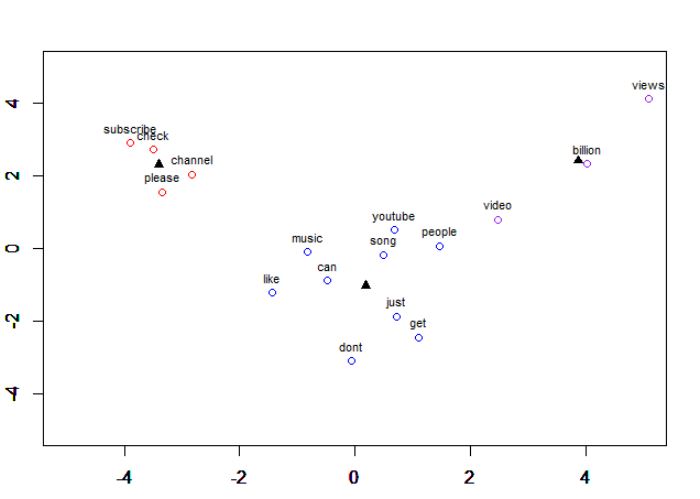 4
2
0
-2
-4
views
subscribe
check
billion
channel
please
video
youtube
people
song
music
can
like
just
get
dont
-4 -2 0 2 4